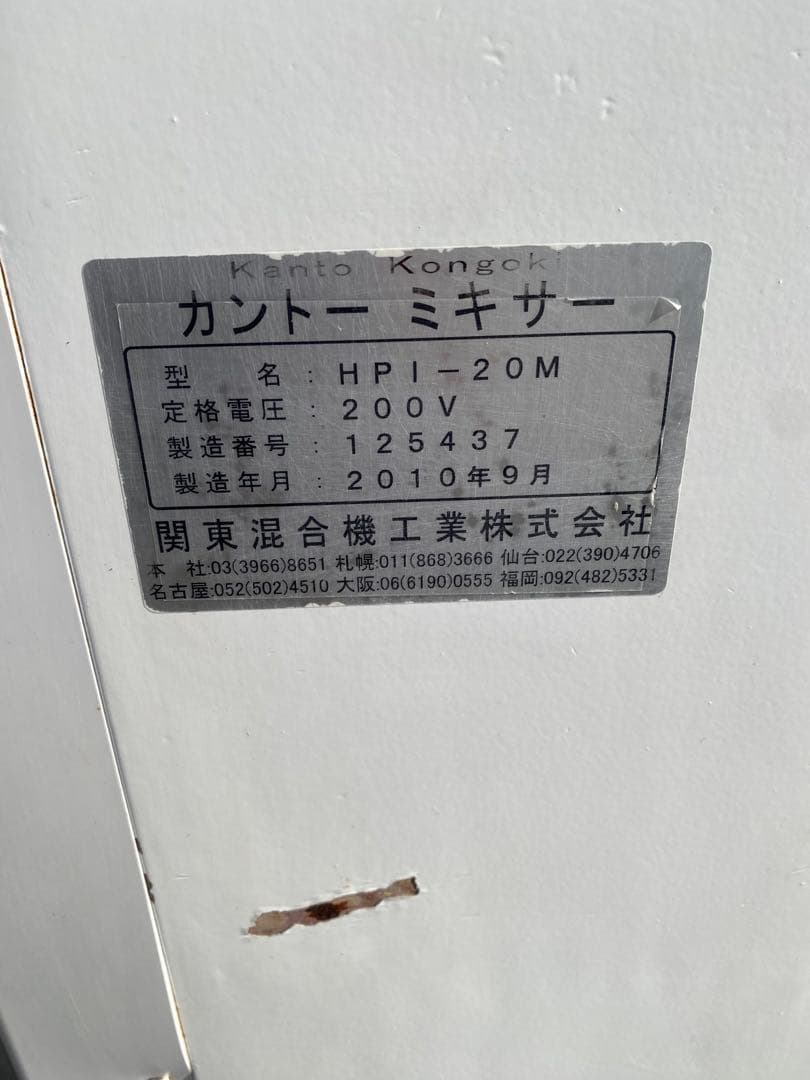 Kanto Kongoki
カントー ミキサー
型 名 : HPI-20M
定格電圧 : 200V
製造番号 : 125437
製造年月 : 2010年9月
関東混合機工業株式会社
本 社:03(3966)8651 札幌:011(868)3666 仙台:022(390)4706
名古屋:052(502)4510 大阪:06(6190)0555 福岡:092(482)5331